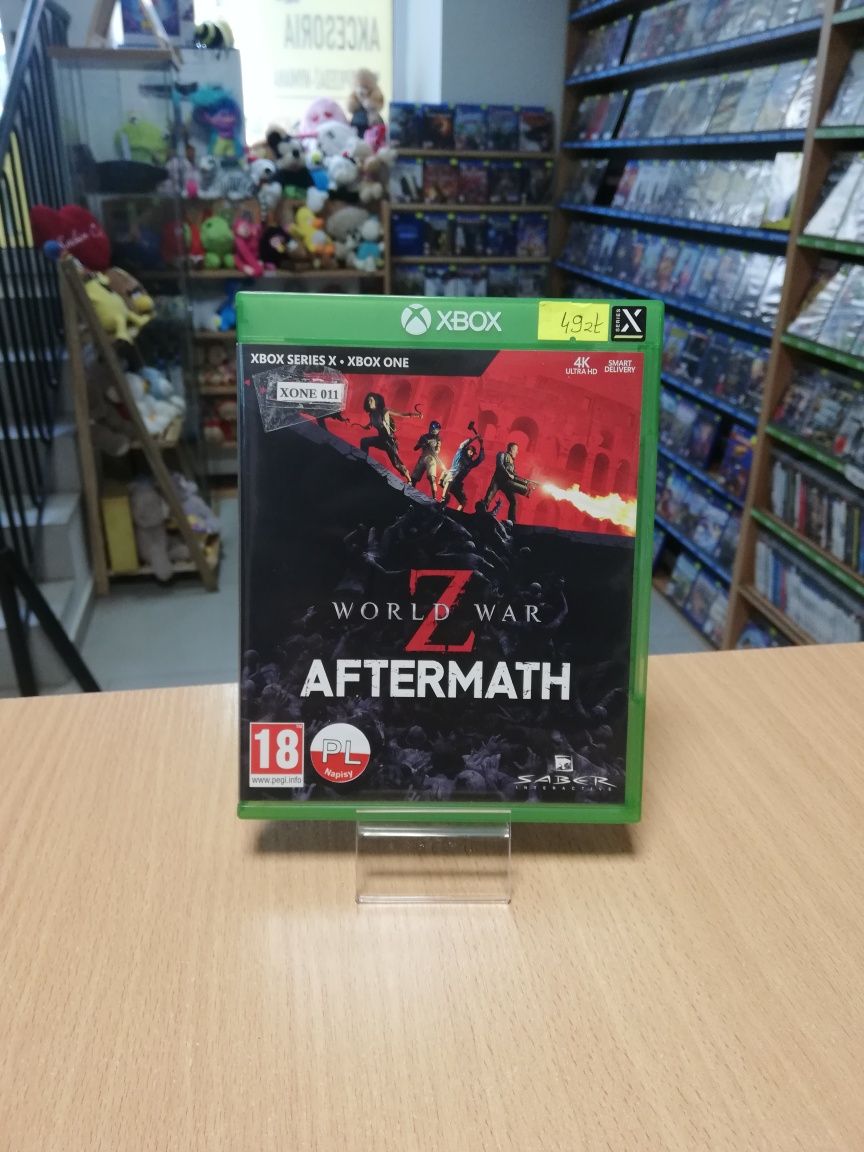 AKCESORIA
XBOX
49zł
SERIES X
XBOX SERIES X • XBOX ONE
4K
ULTRA HD
SMART
DELIVERY
XONE 011
WORLD WAR
Z
AFTERMATH
18
www.pegi.info
PL
Napisy
SABER
INTERACTIVE